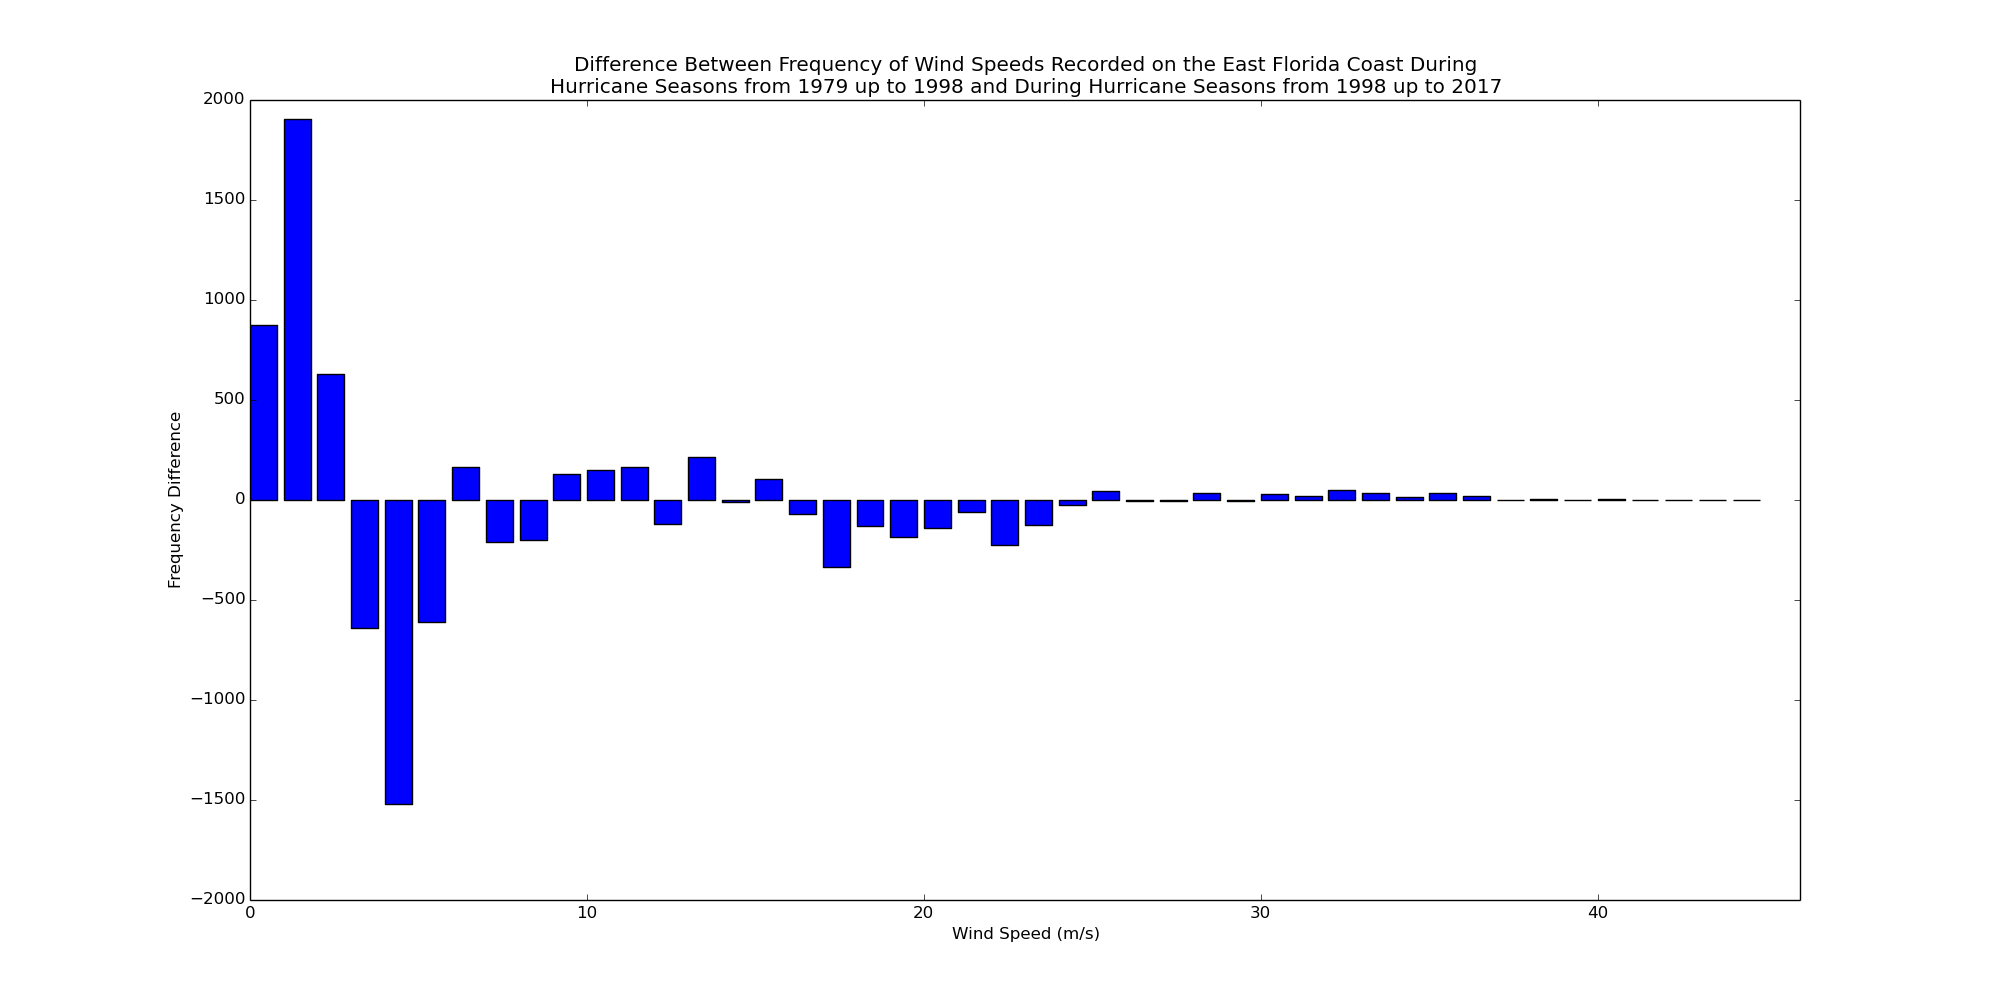 Difference Between Frequency of Wind Speeds Recorded on the East Florida Coast During
Hurricane Seasons from 1979 up to 1998 and During Hurricane Seasons from 1998 up to 2017
2000
1500
1000
500
0
−500
−1000
−1500
−2000
Frequency Difference
0 10 20 30 40
Wind Speed (m/s)